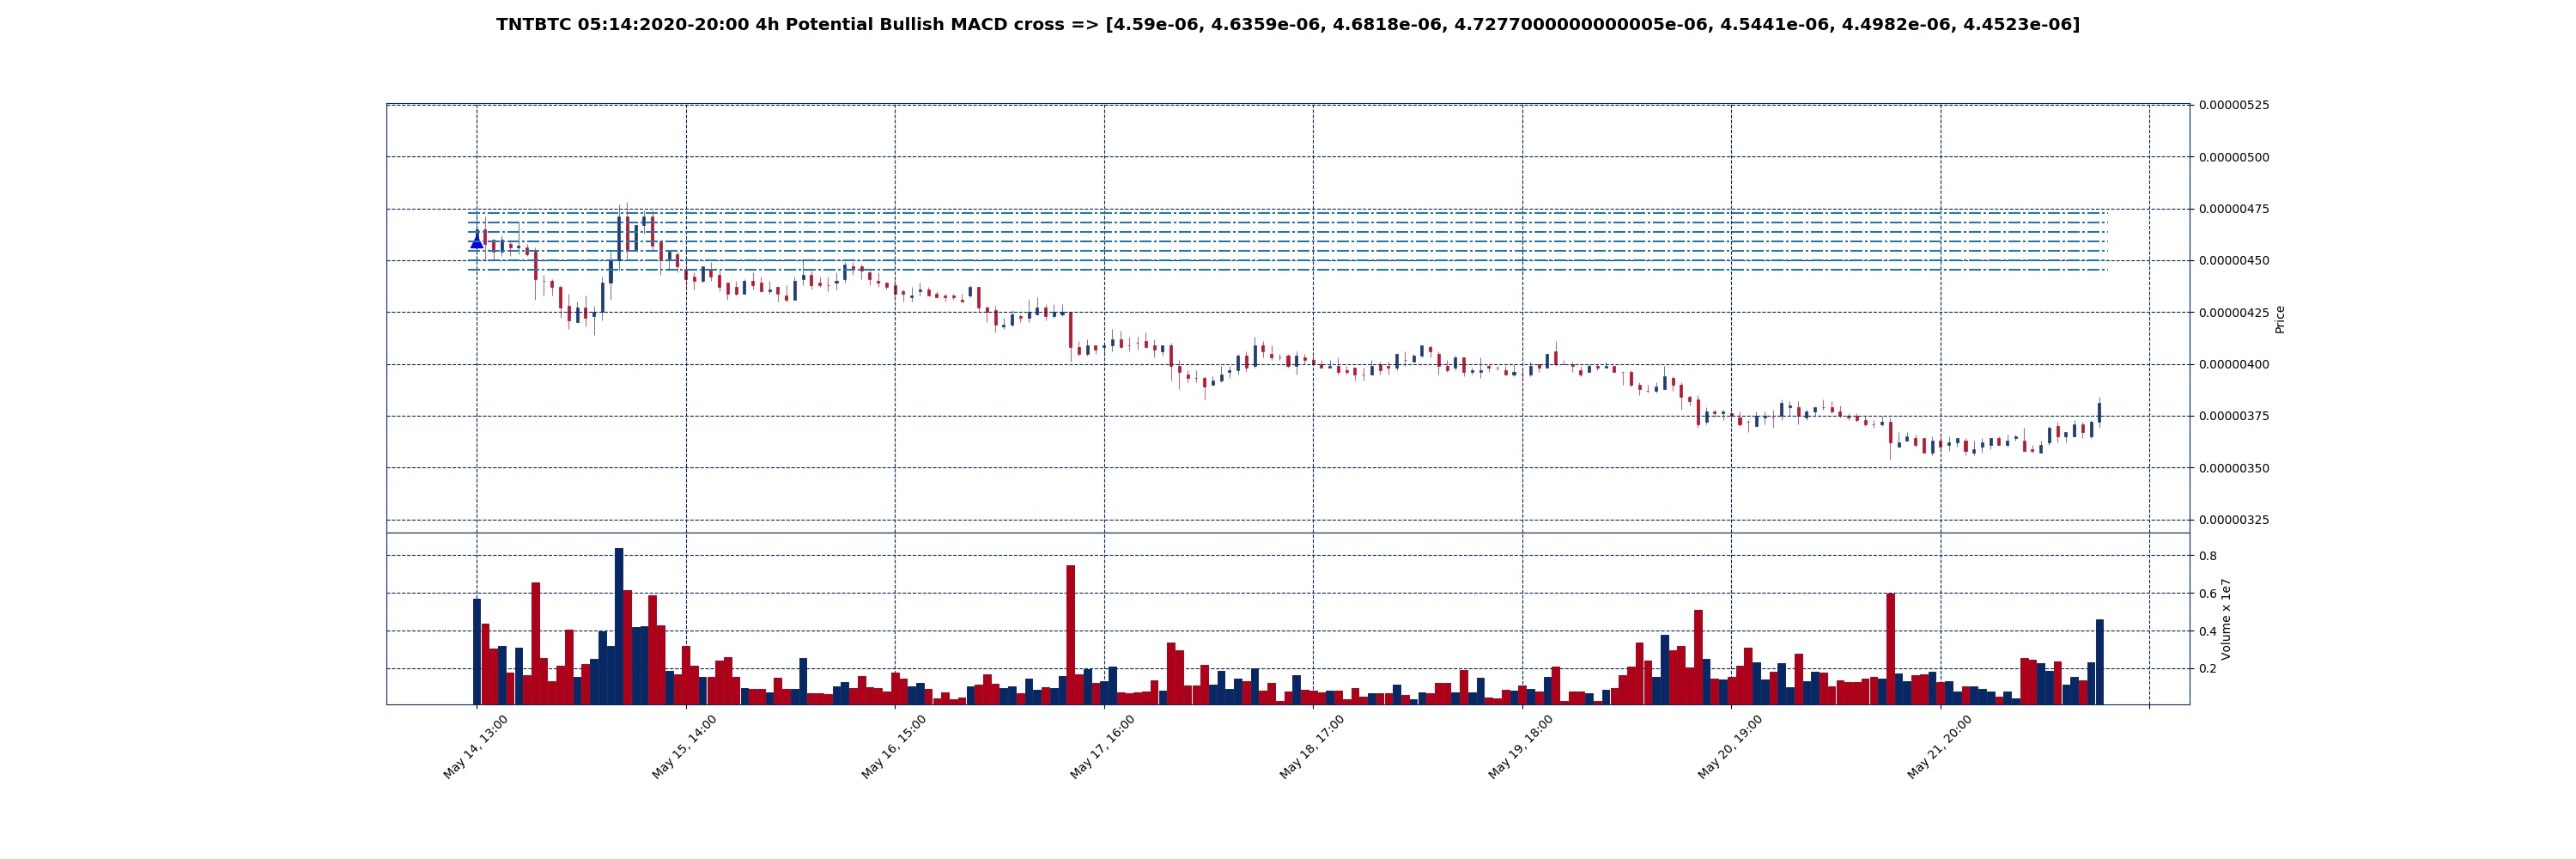 TNTBTC 05:14:2020-20:00 4h Potential Bullish MACD cross => [4.59e-06, 4.6359e-06, 4.6818e-06, 4.7277000000000005e-06, 4.5441e-06, 4.4982e-06, 4.4523e-06]
0.00000525
0.00000500
0.00000475
0.00000450
0.00000425
0.00000400
0.00000375
0.00000350
0.00000325
Price
0.8
0.6
0.4
0.2
Volume x 1e7
May 14, 13:00
May 15, 14:00
May 16, 15:00
May 17, 16:00
May 18, 17:00
May 19, 18:00
May 20, 19:00
May 21, 20:00